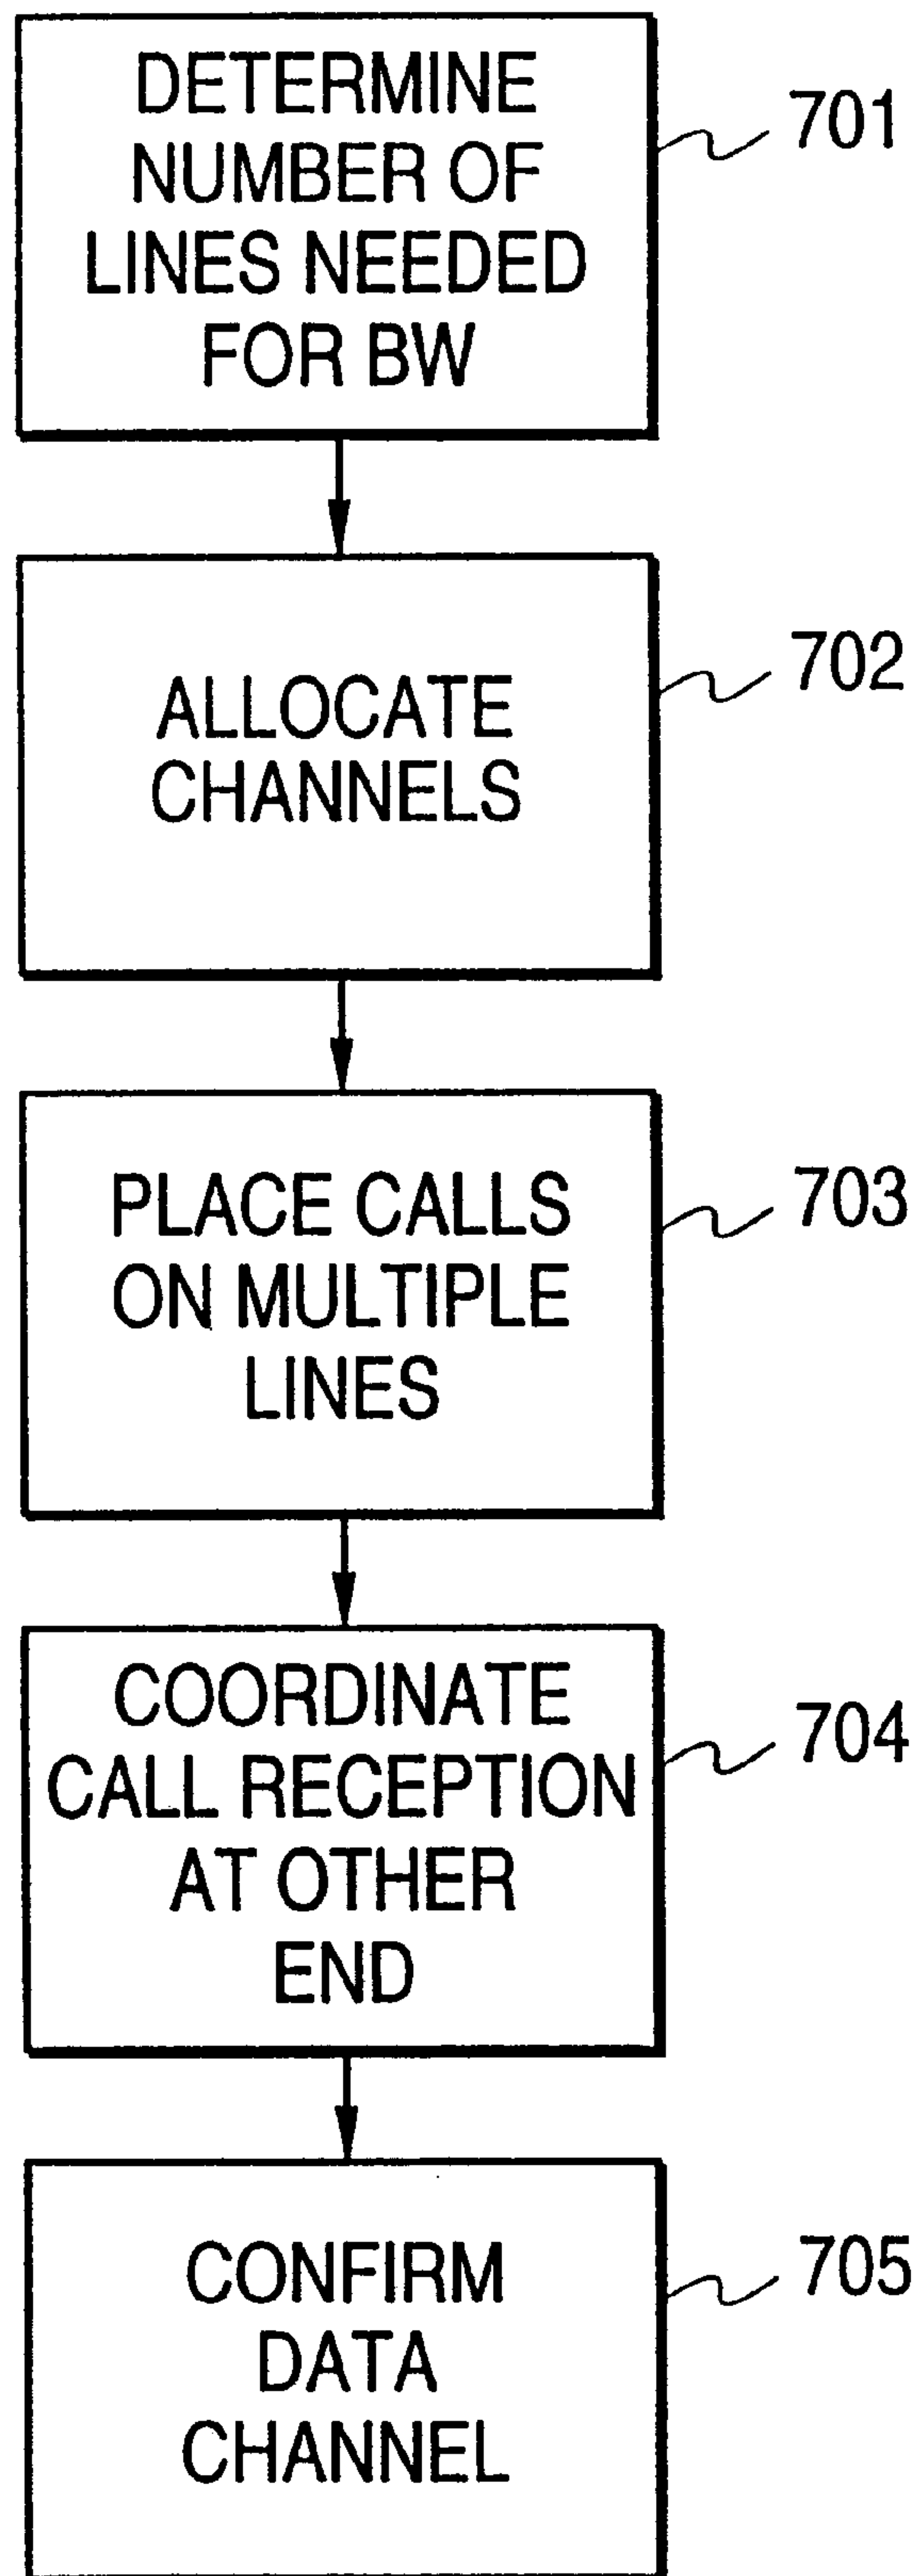 DETERMINE
NUMBER OF
LINES NEEDED
FOR BW
701
ALLOCATE
CHANNELS
702
PLACE CALLS
ON MULTIPLE
LINES
703
COORDINATE
CALL RECEPTION
AT OTHER
END
704
CONFIRM
DATA
CHANNEL
705